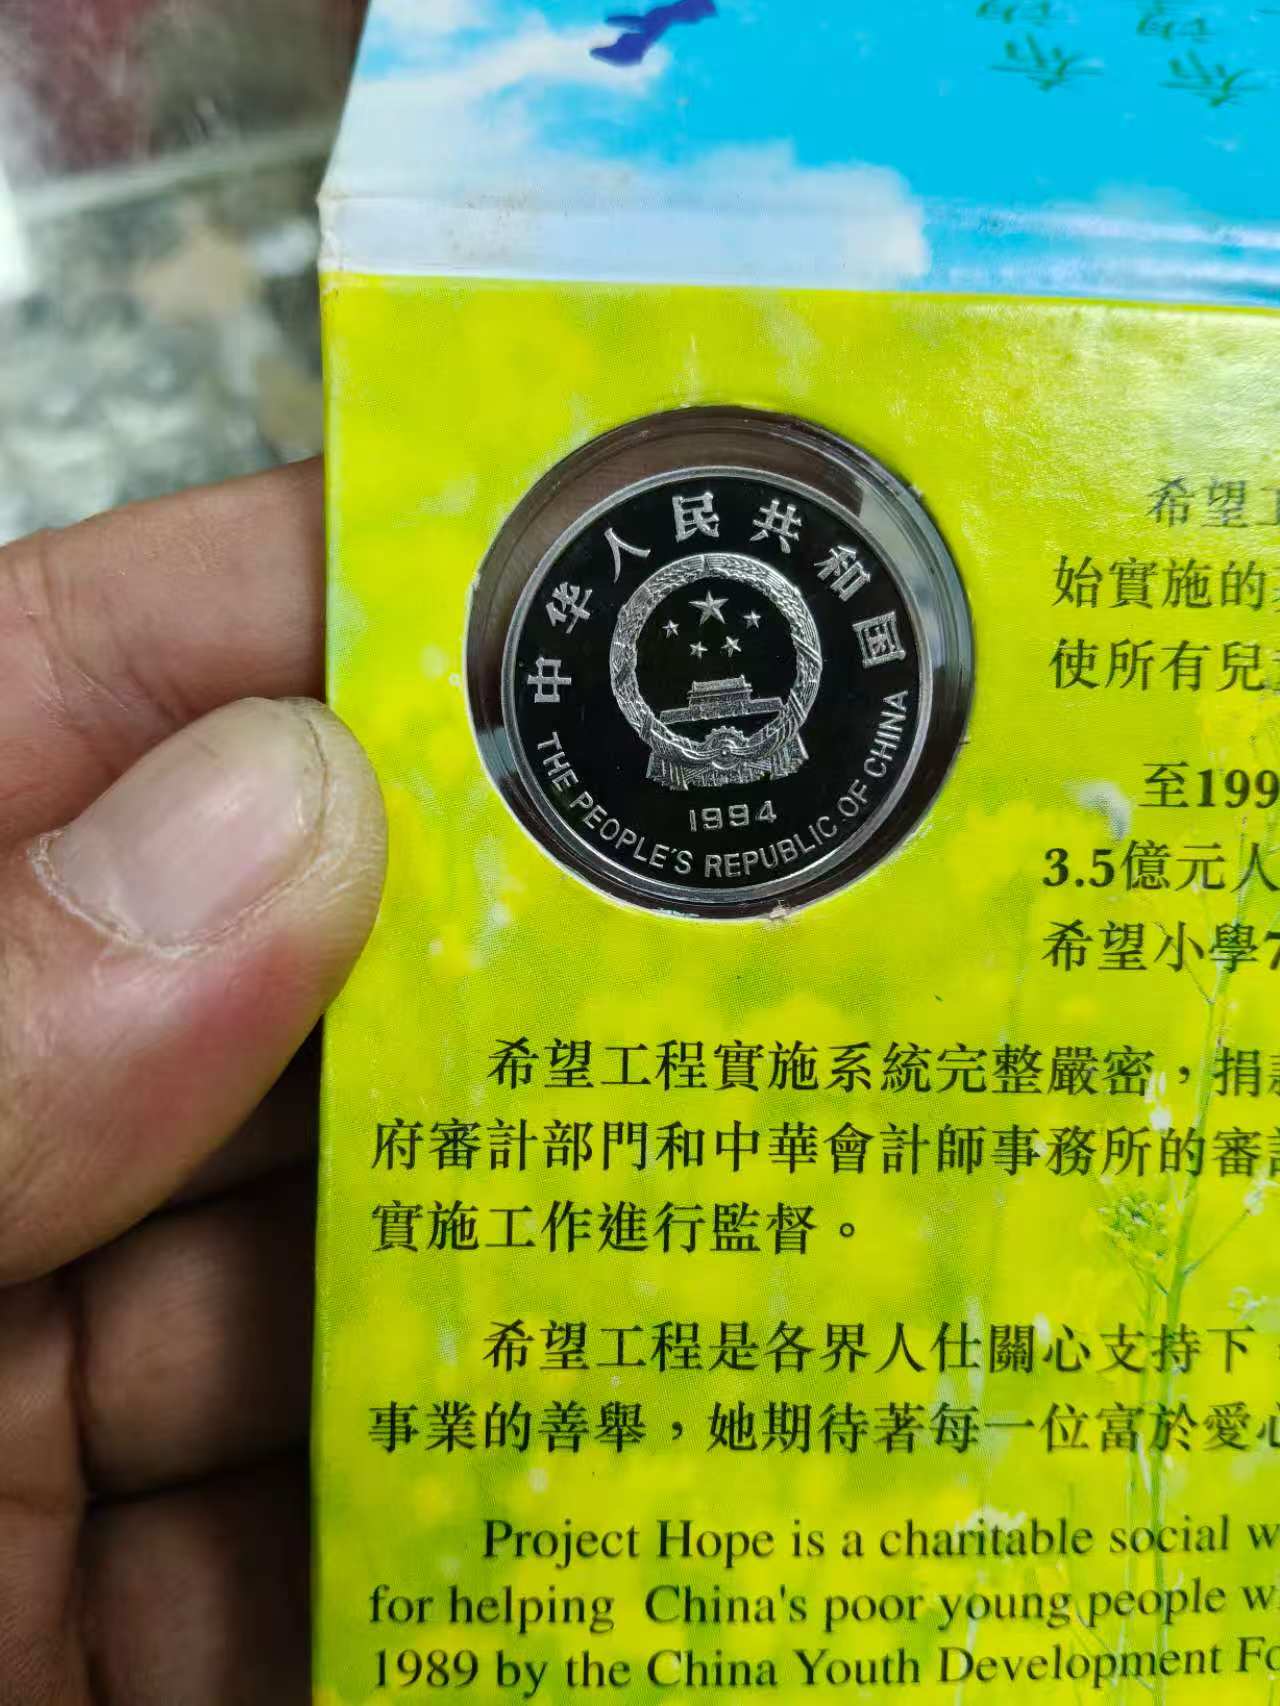 中华人民共和国
1994
THE PEOPLE'S REPUBLIC OF CHINA
希望
始實施的
使所有兒
至199
3.5億元人
希望小學7
希望工程實施系統完整嚴密，捐
府審計部門和中華會計師事務所的審
實施工作進行監督。
希望工程是各界人仕關心支持下
事業的善舉，她期待著每一位富於愛心
Project Hope is a charitable social w
for helping China's poor young people w
1989 by the China Youth Development Fo